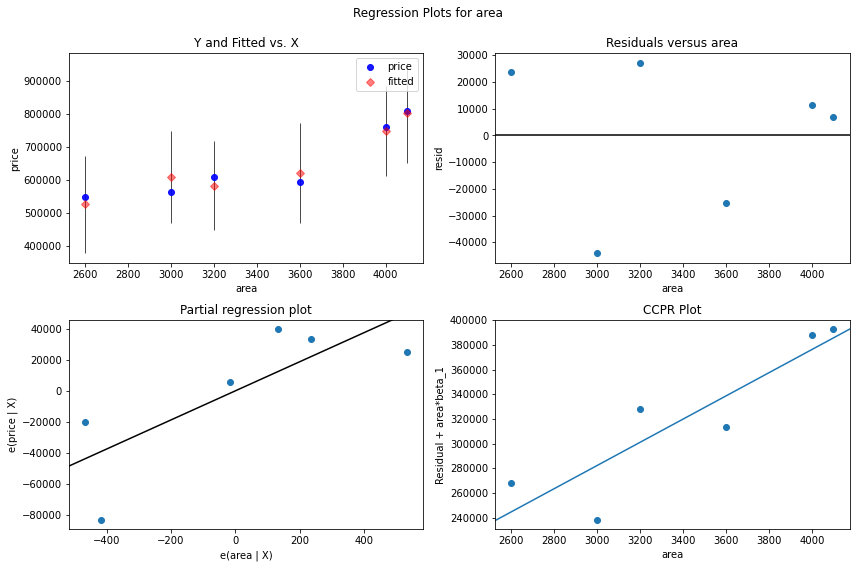 Regression Plots for area
Y and Fitted vs. X
900000
800000
700000
600000
500000
400000
price
2600 2800 3000 3200 3400 3600 3800 4000
area
price
fitted
Residuals versus area
30000
20000
10000
0
−10000
−20000
−30000
−40000
resid
2600 2800 3000 3200 3400 3600 3800 4000
area
Partial regression plot
40000
20000
0
−20000
−40000
−60000
−80000
e(price | X)
−400 −200 0 200 400
e(area | X)
CCPR Plot
400000
380000
360000
340000
320000
300000
280000
260000
240000
Residual + area*beta_1
2600 2800 3000 3200 3400 3600 3800 4000
area